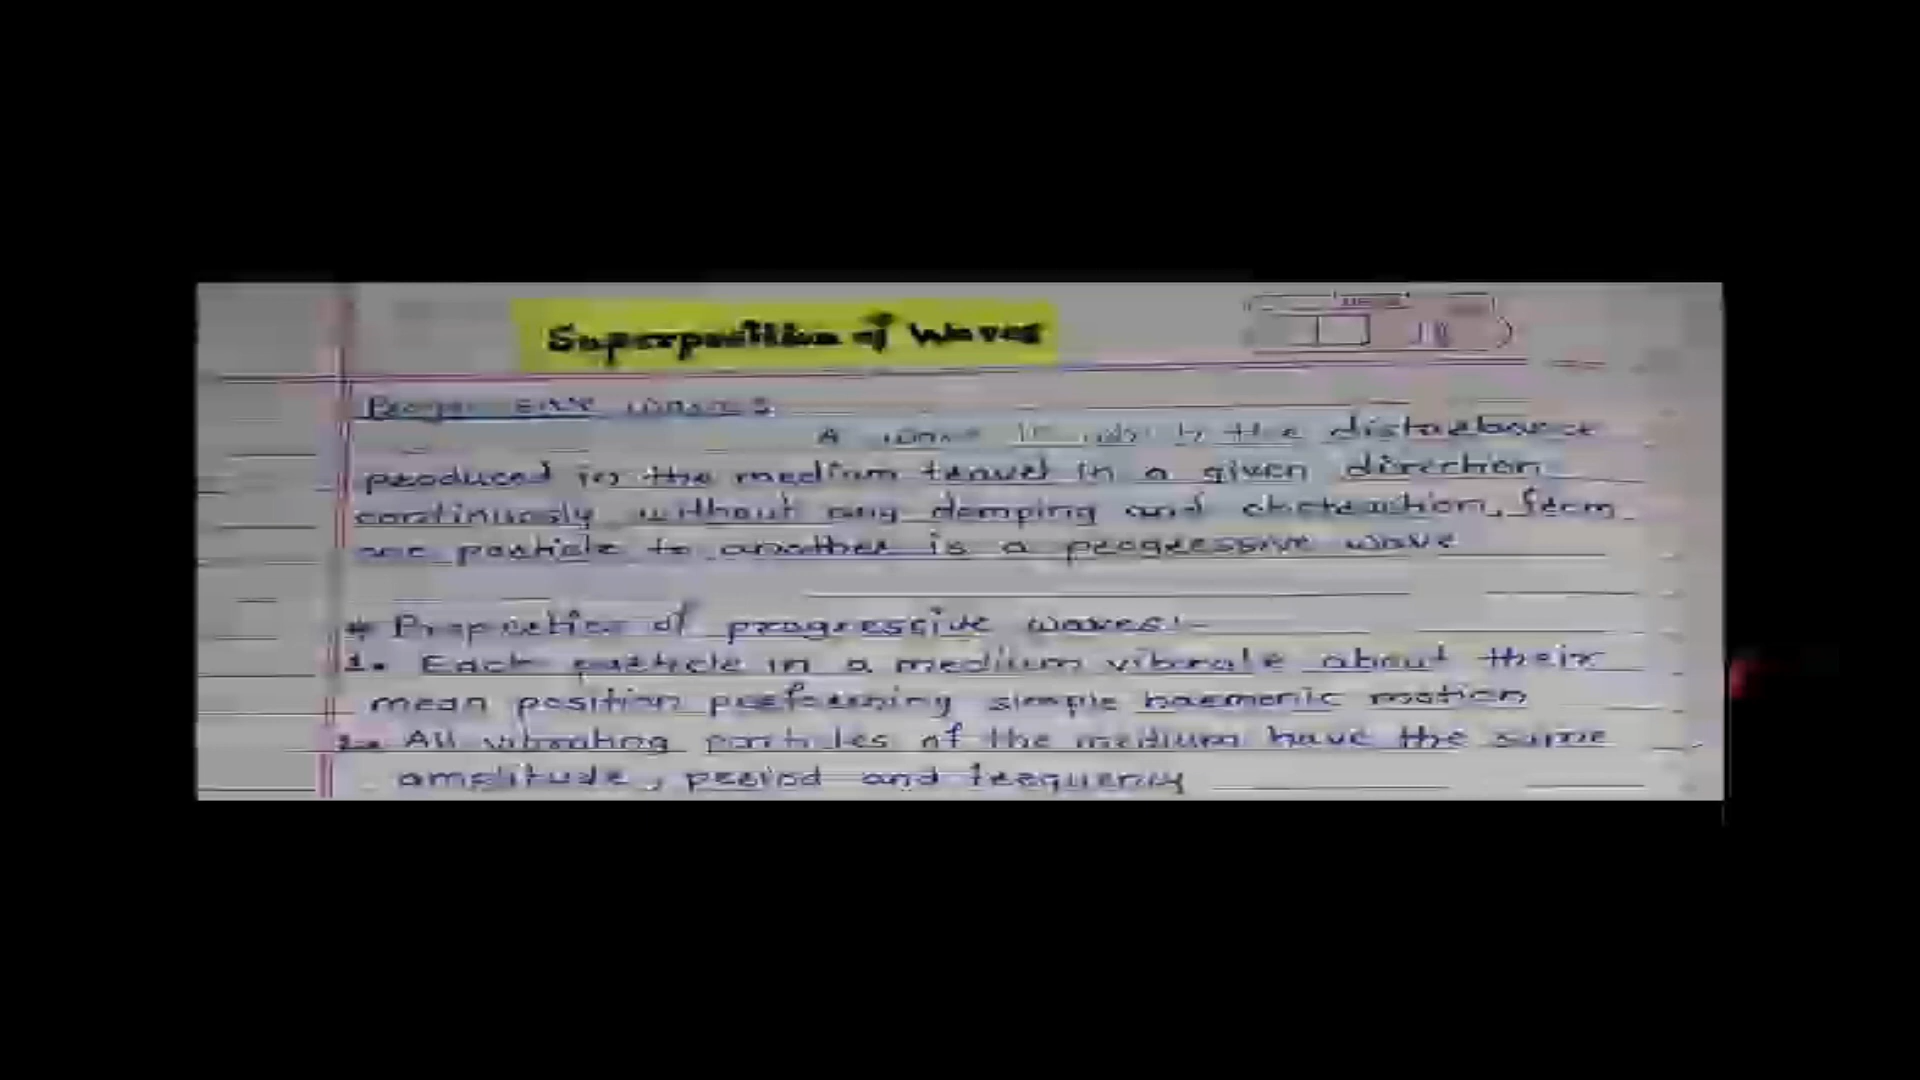 Superposition of Waves
Progressive waves
A wave in which the disturbance
produced in the medium travel in a given direction
continuosly without any damping and obstruction, from
one particle to another is a progressive wave
# Properties of progressive waves:-
1. Each particle in a medium vibrate about their
mean position performing simple harmonic motion
2. All vibrating particles of the medium have the same
amplitude, period and frequency